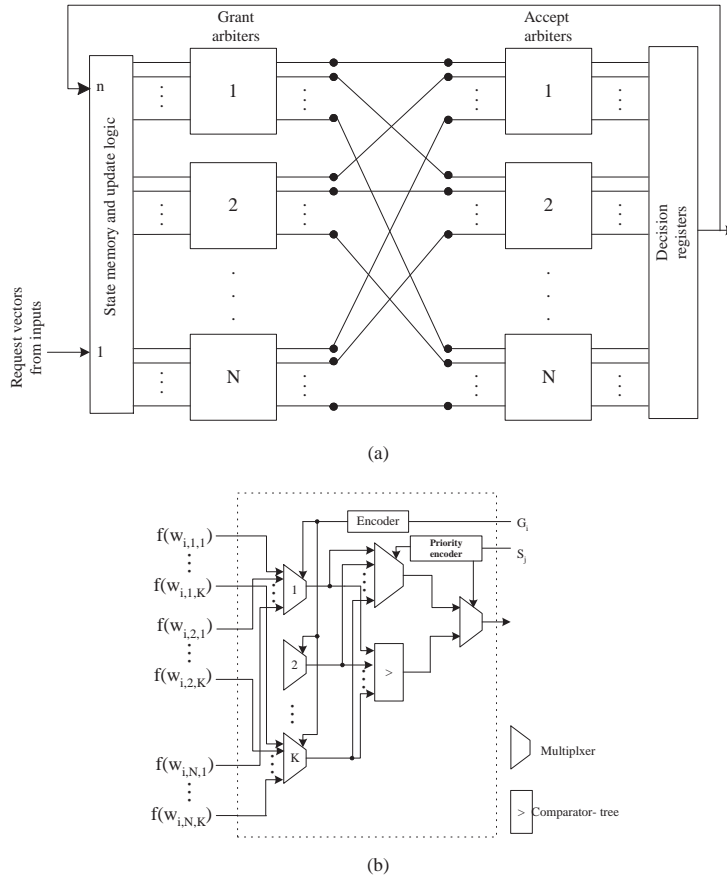 Grant
arbiters
Accept
arbiters
n
State memory and update logic
1
Request vectors
from inputs
1
2
N
1
2
N
Decision
registers
(a)
f(w_{i,1,1})
f(w_{i,1,K})
f(w_{i,2,1})
f(w_{i,2,K})
f(w_{i,N,1})
f(w_{i,N,K})
Encoder
G_i
Priority
encoder
S_j
1
2
K
>
Multiplxer
> Comparator- tree
(b)